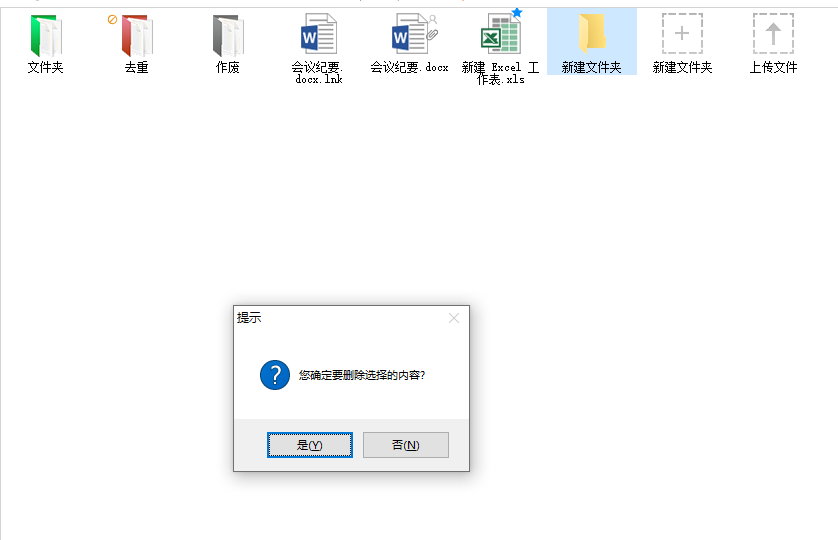 文件夹
去重
作废
会议纪要.
docx.lnk
会议纪要.docx
新建 Excel 工
作表.xls
新建文件夹
新建文件夹
上传文件
提示
您确定要删除选择的内容?
是(Y)
否(N)